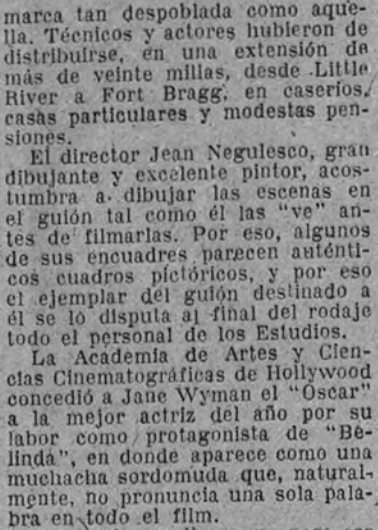 marca tan despoblada como aque-
lla. Técnicos y actores hubieron de
distribuirse, en una extensión de
más de veinte millas, desde Little
River a Fort Bragg, en caseríos,
casas particulares y modestas pen-
siones.
El director Jean Negulesco, gran
dibujante y excelente pintor, acos-
tumbra a dibujar las escenas en
el guión tal como él las "ve" an-
tes de filmarlas. Por eso, algunos
de sus encuadres parecen auténti-
cos cuadros pictóricos, y por eso
el ejemplar del guión destinado a
él se lo disputa al final del rodaje
todo el personal de los Estudios.
La Academia de Artes y Cien-
cias Cinematográficas de Hollywood
concedió a Jane Wyman el "Oscar"
a la mejor actriz del año por su
labor como protagonista de "Be-
linda", en donde aparece como una
muchacha sordomuda que, natural-
mente, no pronuncia una sola pala-
bra en todo el film.